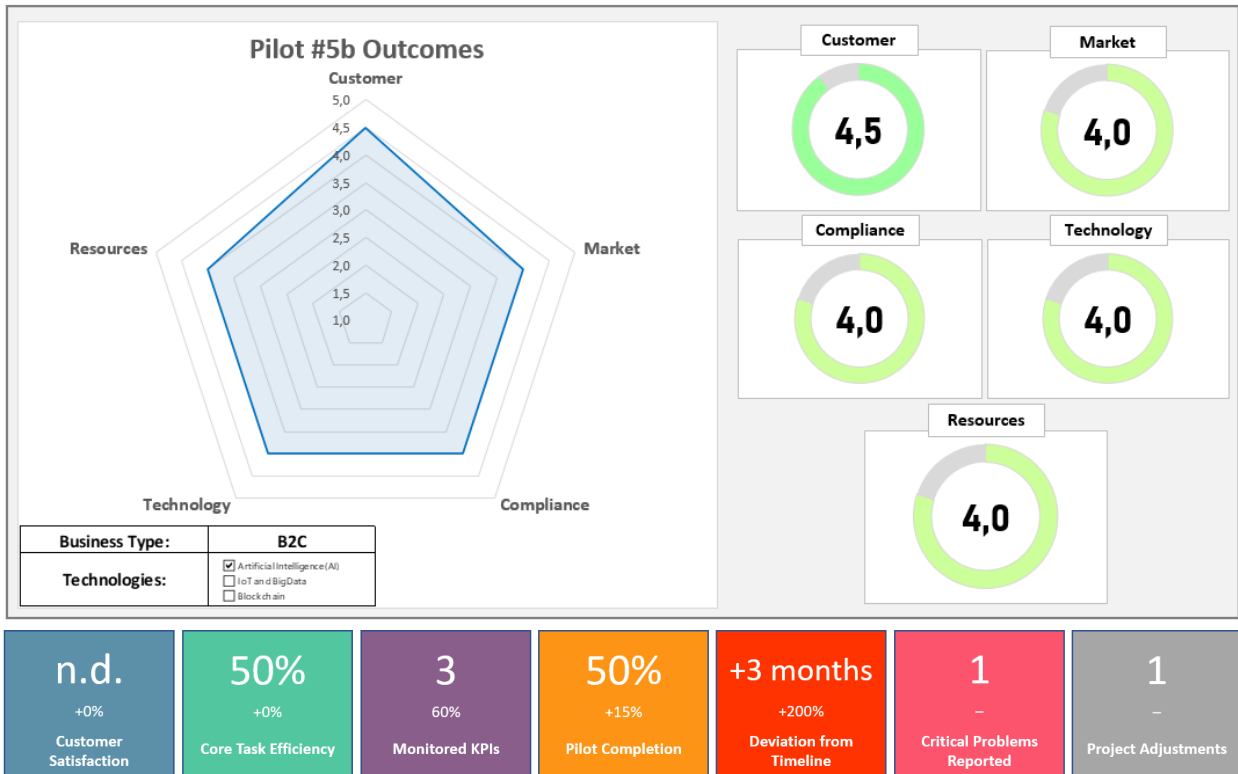 Pilot #5b Outcomes
Customer
5,0
4,5
4,0
3,5
3,0
2,5
2,0
1,5
1,0
Resources
Market
Technology
Compliance
Business Type: B2C
Technologies:
Artificial Intelligence (AI)
IoT and BigData
Blockchain
Customer
4,5
Market
4,0
Compliance
4,0
Technology
4,0
Resources
4,0
n.d.
+0%
Customer
Satisfaction
50%
+0%
Core Task Efficiency
3
60%
Monitored KPIs
50%
+15%
Pilot Completion
+3 months
+200%
Deviation from
Timeline
1
–
Critical Problems
Reported
1
–
Project Adjustments